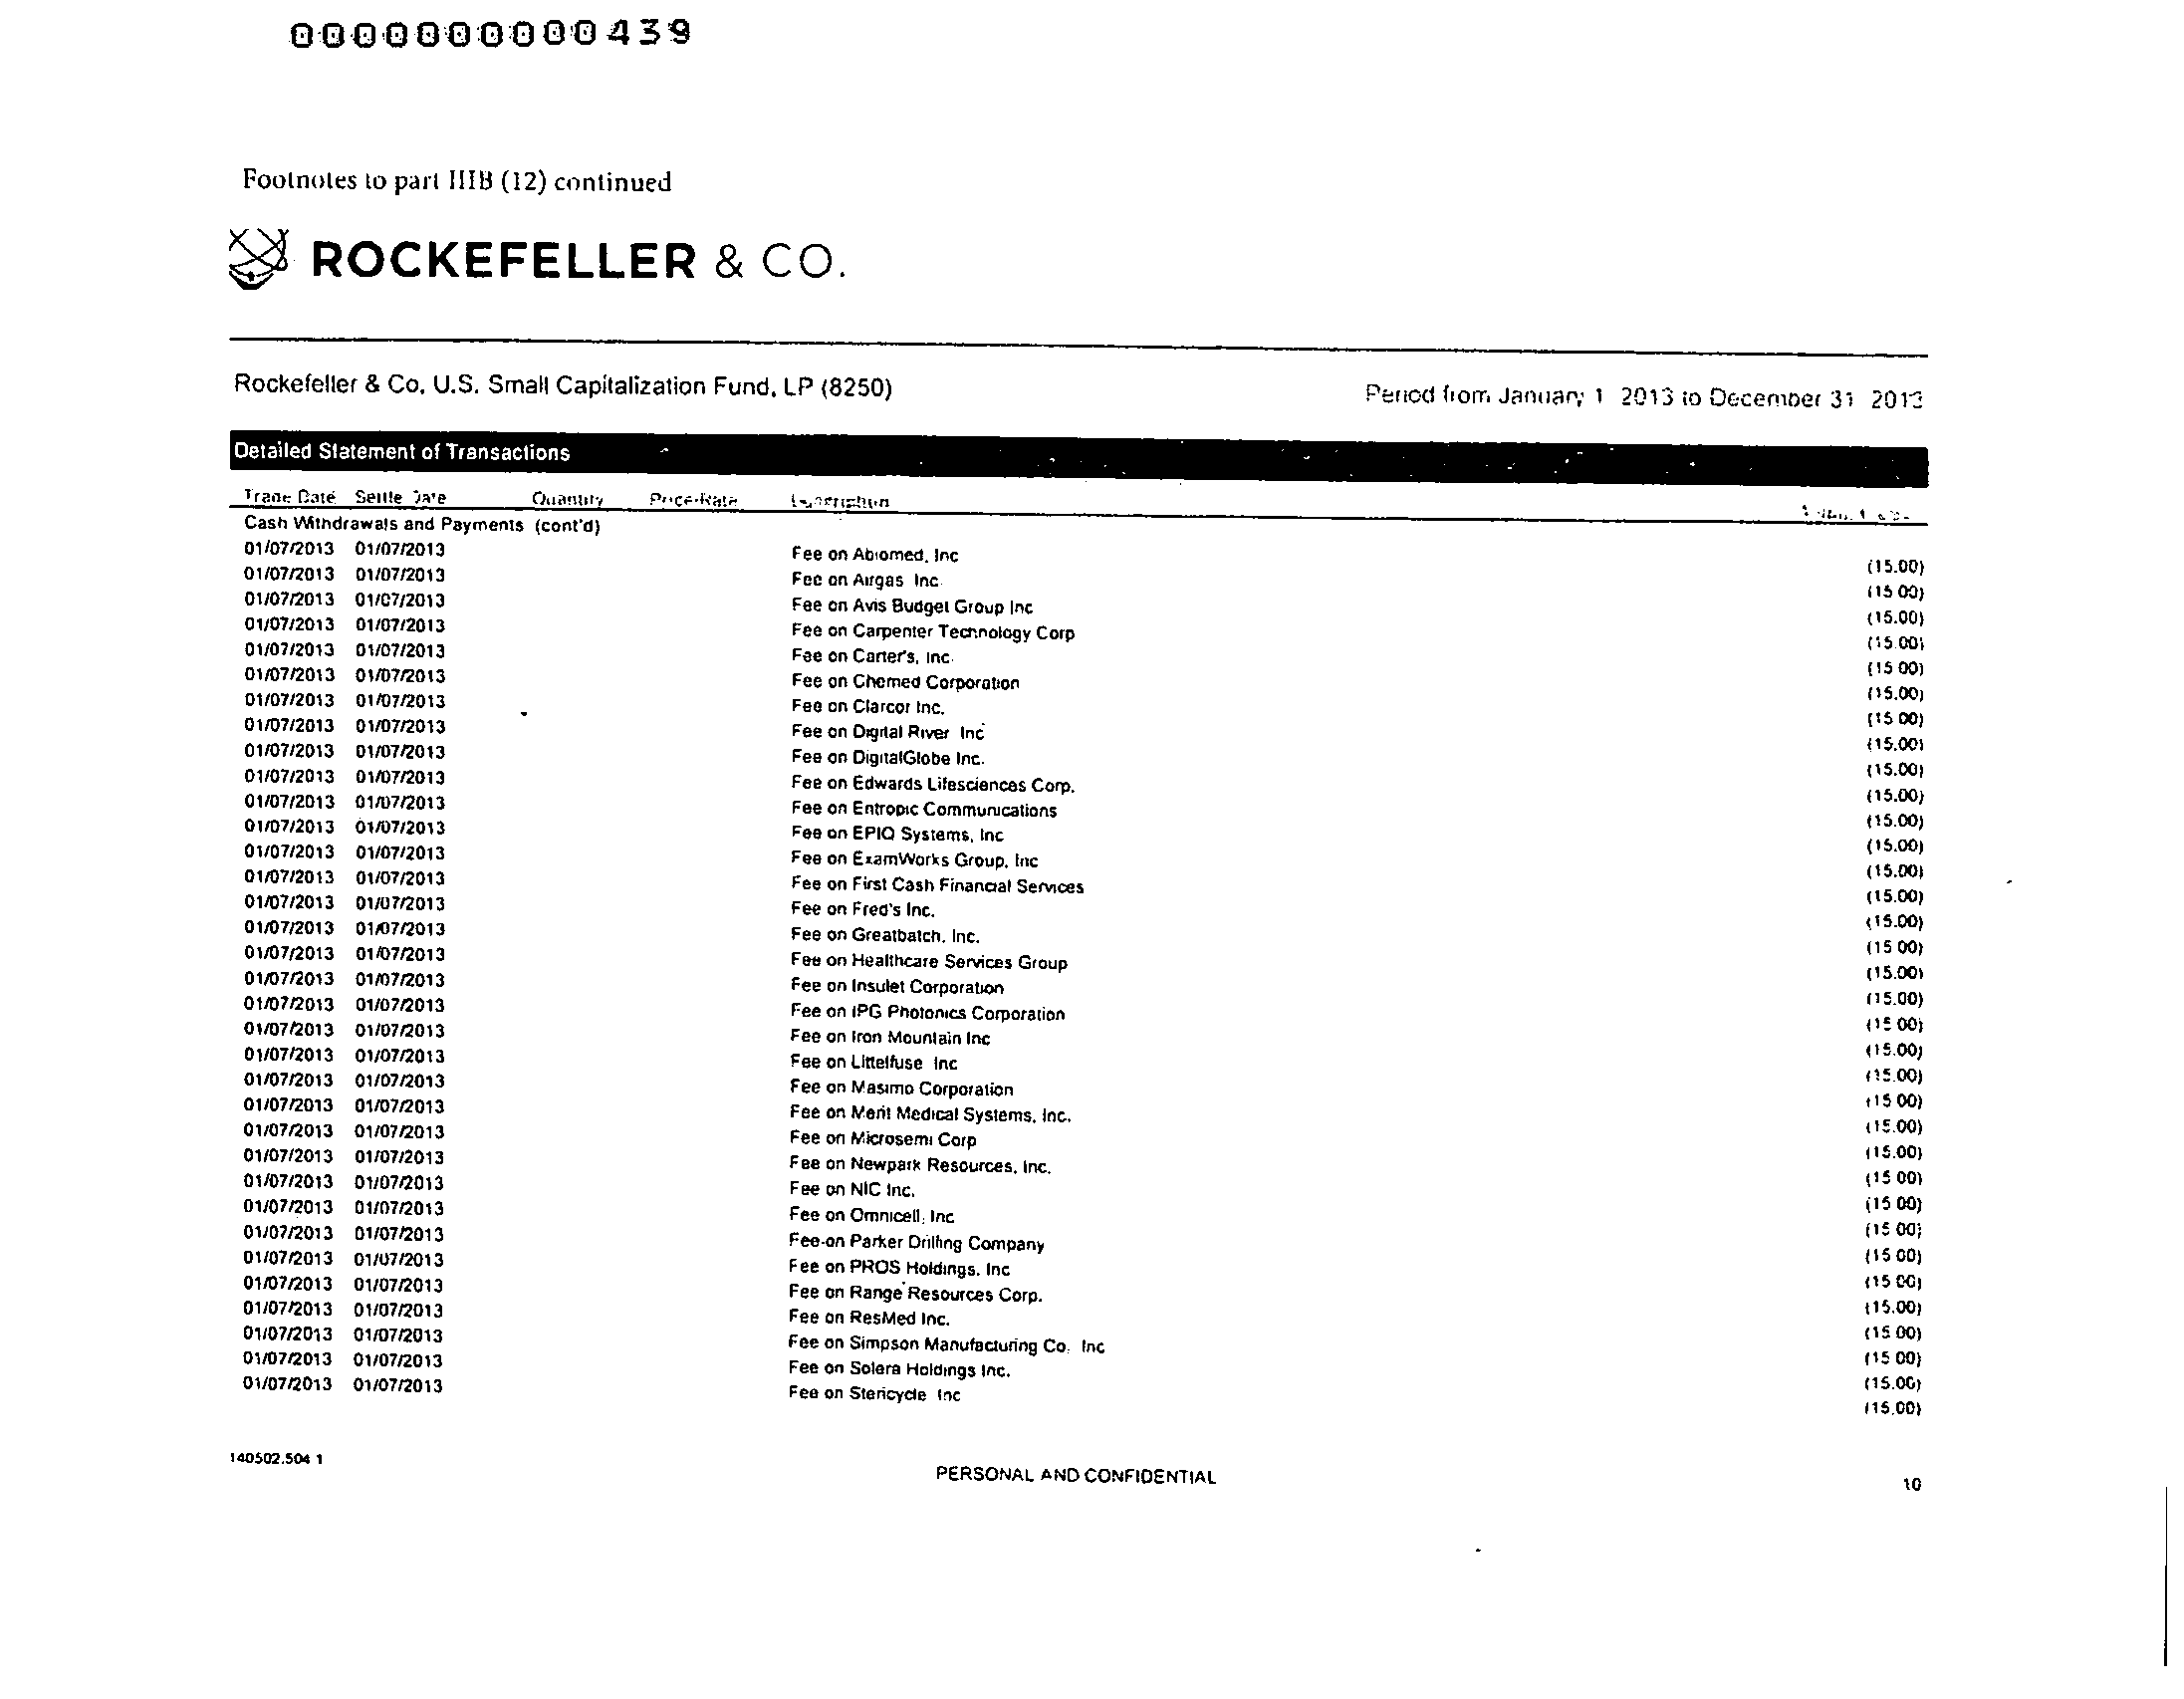 0000000000439
Footnotes to part IIIB (12) continued
ROCKEFELLER & CO.
Rockefeller & Co. U.S. Small Capitalization Fund, LP (8250) Period from January 1 2013 to December 31 2013
Detailed Statement of Transactions
Trade Date Settle Date Quantity Price-Rate Description
Cash Withdrawals and Payments (cont'd)
01/07/2013 01/07/2013 Fee on Abiomed, Inc (15.00)
01/07/2013 01/07/2013 Fee on Airgas Inc. (15 00)
01/07/2013 01/07/2013 Fee on Avis Budget Group Inc (15.00)
01/07/2013 01/07/2013 Fee on Carpenter Technology Corp (15.00)
01/07/2013 01/07/2013 Fee on Carter's, Inc. (15 00)
01/07/2013 01/07/2013 Fee on Chemed Corporation (15.00)
01/07/2013 01/07/2013 Fee on Clarcor Inc. (15 00)
01/07/2013 01/07/2013 Fee on Digital River Inc (15.00)
01/07/2013 01/07/2013 Fee on DigitalGlobe Inc. (15.00)
01/07/2013 01/07/2013 Fee on Edwards Lifesciences Corp. (15.00)
01/07/2013 01/07/2013 Fee on Entropic Communications (15.00)
01/07/2013 01/07/2013 Fee on EPIQ Systems, Inc (15.00)
01/07/2013 01/07/2013 Fee on ExamWorks Group, Inc (15.00)
01/07/2013 01/07/2013 Fee on First Cash Financial Services (15.00)
01/07/2013 01/07/2013 Fee on Fred's Inc. (15.00)
01/07/2013 01/07/2013 Fee on Greatbatch, Inc. (15 00)
01/07/2013 01/07/2013 Fee on Healthcare Services Group (15.00)
01/07/2013 01/07/2013 Fee on Insulet Corporation (15.00)
01/07/2013 01/07/2013 Fee on IPG Photonics Corporation (15 00)
01/07/2013 01/07/2013 Fee on Iron Mountain Inc (15.00)
01/07/2013 01/07/2013 Fee on Littelfuse Inc (15.00)
01/07/2013 01/07/2013 Fee on Masimo Corporation (15 00)
01/07/2013 01/07/2013 Fee on Merit Medical Systems, Inc. (15.00)
01/07/2013 01/07/2013 Fee on Microsemi Corp (15.00)
01/07/2013 01/07/2013 Fee on Newpark Resources, Inc. (15 00)
01/07/2013 01/07/2013 Fee on NIC Inc. (15 00)
01/07/2013 01/07/2013 Fee on Omnicell, Inc (15 00)
01/07/2013 01/07/2013 Fee on Parker Drilling Company (15 00)
01/07/2013 01/07/2013 Fee on PROS Holdings, Inc (15 00)
01/07/2013 01/07/2013 Fee on Range Resources Corp. (15.00)
01/07/2013 01/07/2013 Fee on ResMed Inc. (15 00)
01/07/2013 01/07/2013 Fee on Simpson Manufacturing Co. Inc (15 00)
01/07/2013 01/07/2013 Fee on Solera Holdings Inc. (15.00)
01/07/2013 01/07/2013 Fee on Stericycle Inc (15.00)
140502.504 1 PERSONAL AND CONFIDENTIAL 10